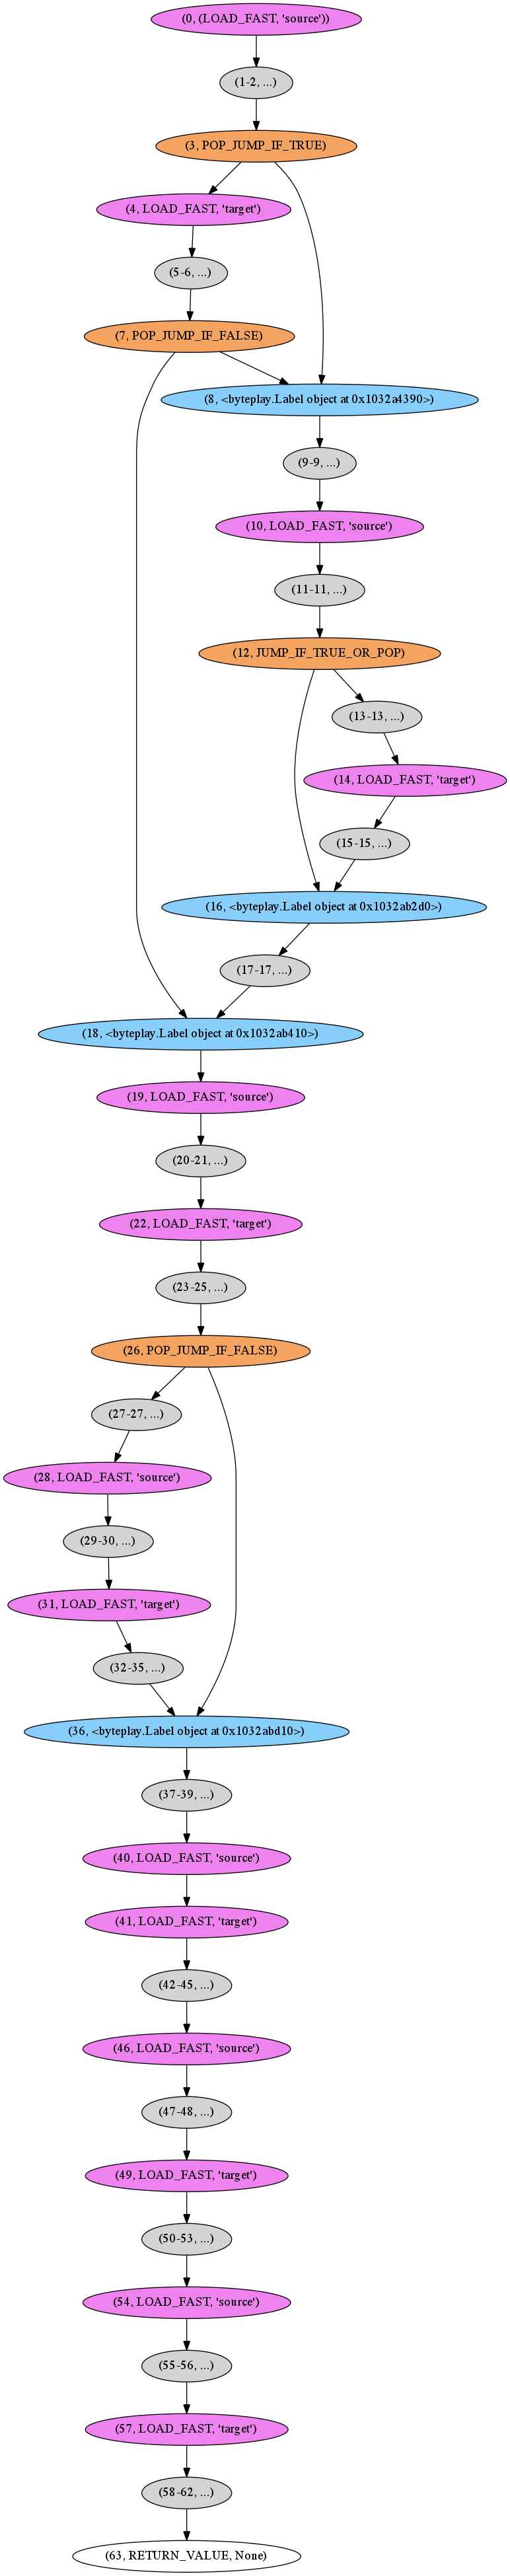 (0, (LOAD_FAST, 'source'))
(1-2, ...)
(3, POP_JUMP_IF_TRUE)
(4, LOAD_FAST, 'target')
(5-6, ...)
(7, POP_JUMP_IF_FALSE)
(8, <byteplay.Label object at 0x1032a4390>)
(9-9, ...)
(10, LOAD_FAST, 'source')
(11-11, ...)
(12, JUMP_IF_TRUE_OR_POP)
(13-13, ...)
(14, LOAD_FAST, 'target')
(15-15, ...)
(16, <byteplay.Label object at 0x1032ab2d0>)
(17-17, ...)
(18, <byteplay.Label object at 0x1032ab410>)
(19, LOAD_FAST, 'source')
(20-21, ...)
(22, LOAD_FAST, 'target')
(23-25, ...)
(26, POP_JUMP_IF_FALSE)
(27-27, ...)
(28, LOAD_FAST, 'source')
(29-30, ...)
(31, LOAD_FAST, 'target')
(32-35, ...)
(36, <byteplay.Label object at 0x1032abd10>)
(37-39, ...)
(40, LOAD_FAST, 'source')
(41, LOAD_FAST, 'target')
(42-45, ...)
(46, LOAD_FAST, 'source')
(47-48, ...)
(49, LOAD_FAST, 'target')
(50-53, ...)
(54, LOAD_FAST, 'source')
(55-56, ...)
(57, LOAD_FAST, 'target')
(58-62, ...)
(63, RETURN_VALUE, None)